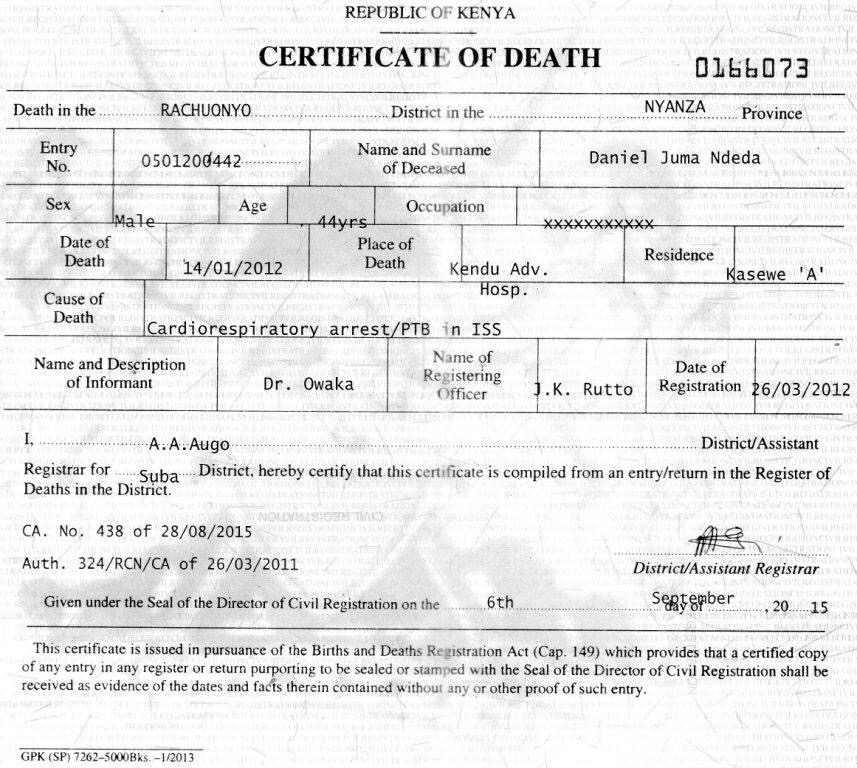 REPUBLIC OF KENYA
CERTIFICATE OF DEATH
0166073
Death in the RACHUONYO District in the NYANZA Province
Entry No. 0501200442 Name and Surname of Deceased Daniel Juma Ndeda
Sex Male Age 44yrs Occupation xxxxxxxxxxx
Date of Death 14/01/2012 Place of Death Kendu Adv. Hosp. Residence Kasewe 'A'
Cause of Death Cardiorespiratory arrest/PTB in ISS
Name and Description of Informant Dr. Owaka Name of Registering Officer J.K. Rutto Date of Registration 26/03/2012
I, A.A.Augo District/Assistant
Registrar for Suba District, hereby certify that this certificate is compiled from an entry/return in the Register of
Deaths in the District.
CIVIL REGISTRATION
CA. No. 438 of 28/08/2015
Auth. 324/RCN/CA of 26/03/2011
District/Assistant Registrar
Given under the Seal of the Director of Civil Registration on the 6th day of September, 20 15
This certificate is issued in pursuance of the Births and Deaths Registration Act (Cap. 149) which provides that a certified copy
of any entry in any register or return purporting to be sealed or stamped with the Seal of the Director of Civil Registration shall be
received as evidence of the dates and facts therein contained without any or other proof of such entry.
GPK (SP) 7262–5000Bks. –1/2013